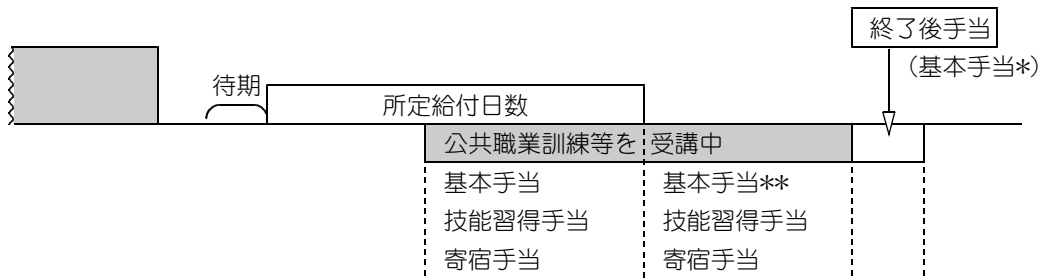 終了後手当
（基本手当*）
待期
所定給付日数
公共職業訓練等を受講中
基本手当
基本手当**
技能習得手当
技能習得手当
寄宿手当
寄宿手当